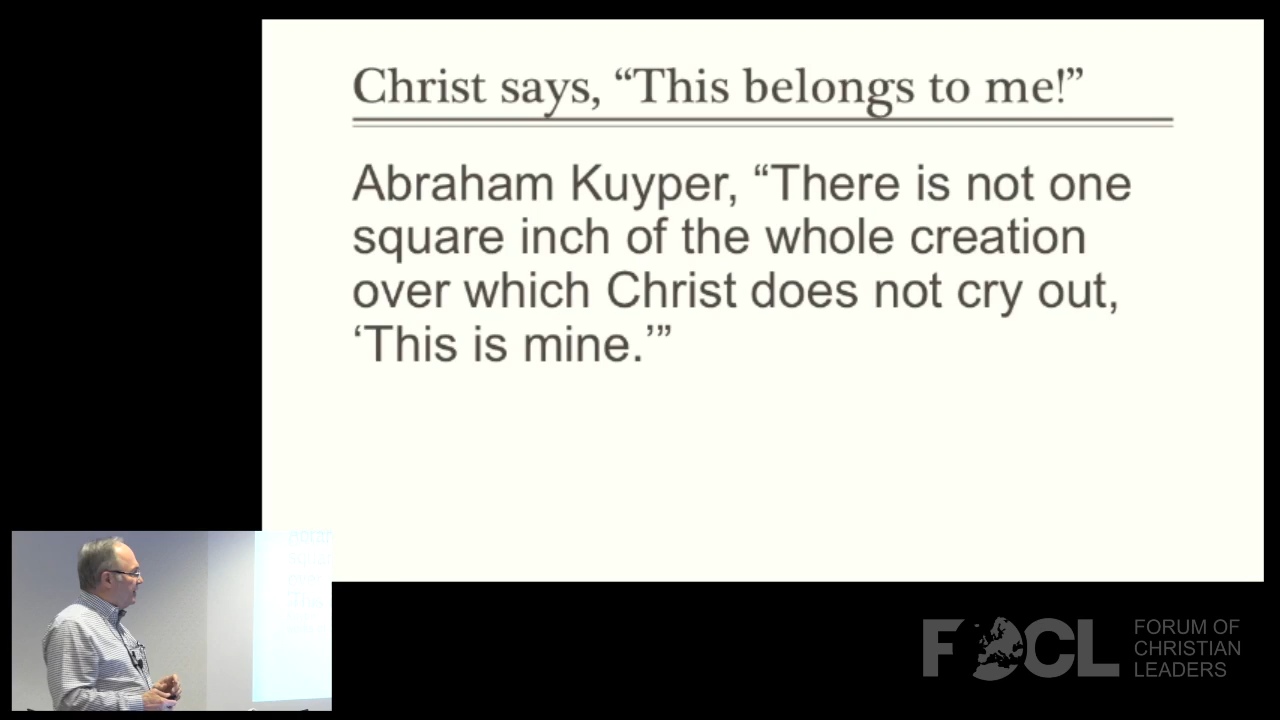 Christ says, “This belongs to me!”
Abraham Kuyper, “There is not one
square inch of the whole creation
over which Christ does not cry out,
‘This is mine.’”
FOCL
FORUM OF
CHRISTIAN
LEADERS